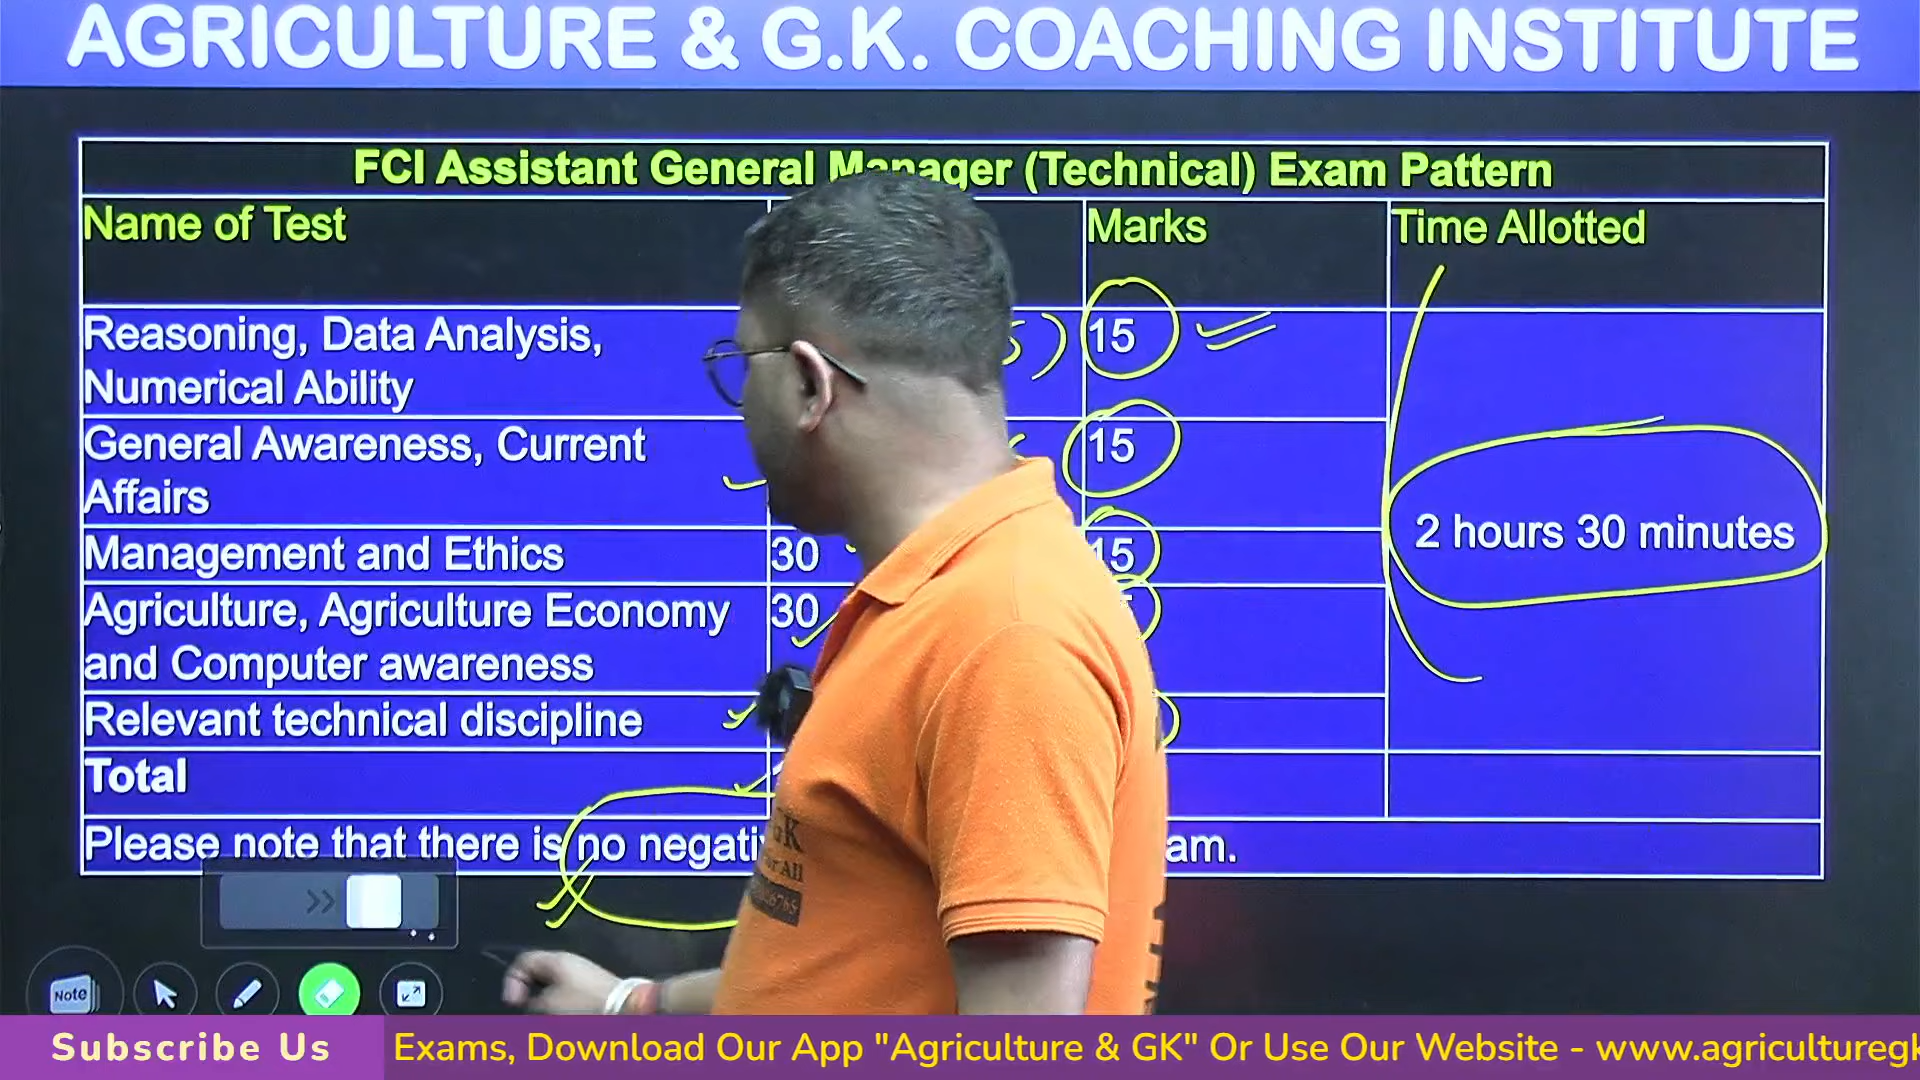 AGRICULTURE & G.K. COACHING INSTITUTE
FCI Assistant General Manager (Technical) Exam Pattern
Name of Test
Marks
Time Allotted
Reasoning, Data Analysis,
Numerical Ability
15
General Awareness, Current
Affairs
15
2 hours 30 minutes
Management and Ethics
30
15
Agriculture, Agriculture Economy
and Computer awareness
30
Relevant technical discipline
Total
Please note that there is no
Note
Subscribe Us
Exams, Download Our App "Agriculture & GK" Or Use Our Website -